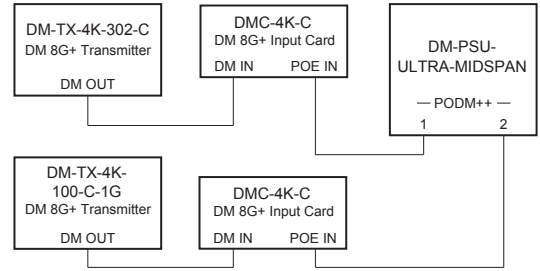 DM-TX-4K-302-C
DM 8G+ Transmitter
DM OUT
DMC-4K-C
DM 8G+ Input Card
DM IN POE IN
DM-PSU-
ULTRA-MIDSPAN
— PODM++ —
1 2
DM-TX-4K-
100-C-1G
DM 8G+ Transmitter
DM OUT
DMC-4K-C
DM 8G+ Input Card
DM IN POE IN